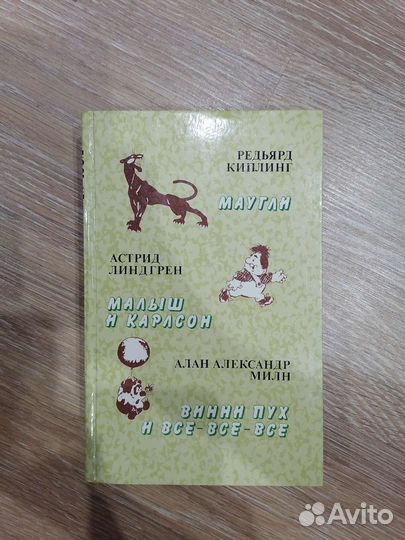 РЕДЬЯРД
КИПЛИНГ
МАУГЛИ
АСТРИД
ЛИНДГРЕН
МАЛЫШ
И КАРЛСОН
АЛАН АЛЕКСАНДР
МИЛН
ВИННИ ПУХ
И ВСЕ-ВСЕ-ВСЕ
Avito